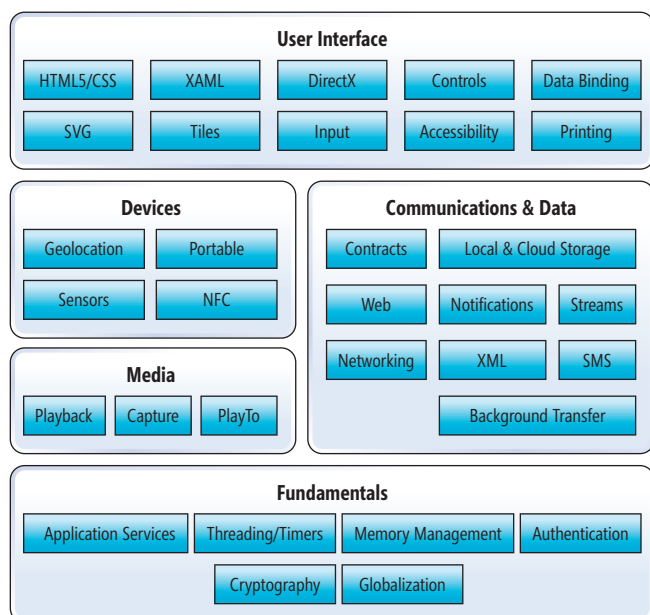 User Interface
HTML5/CSS XAML DirectX Controls Data Binding
SVG Tiles Input Accessibility Printing
Devices
Geolocation Portable
Sensors NFC
Media
Playback Capture PlayTo
Communications & Data
Contracts Local & Cloud Storage
Web Notifications Streams
Networking XML SMS
Background Transfer
Fundamentals
Application Services Threading/Timers Memory Management Authentication
Cryptography Globalization